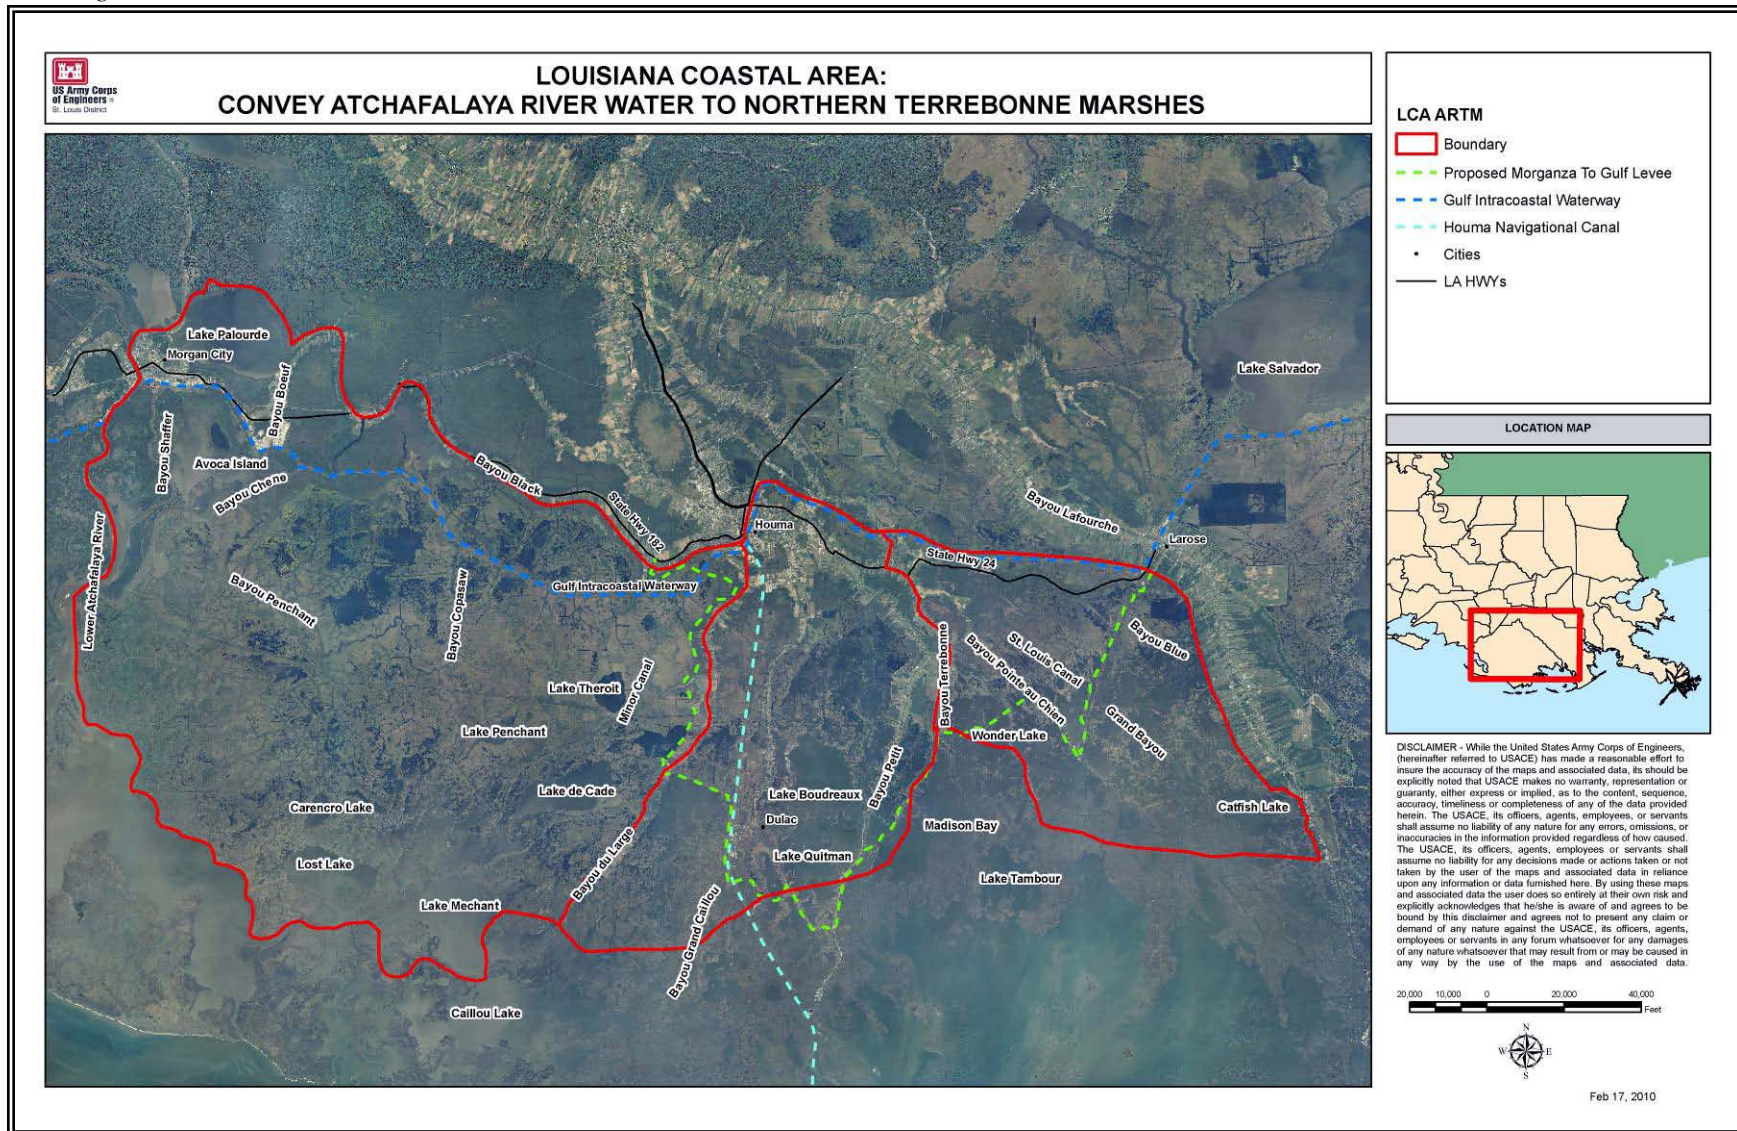 US Army Corps
of Engineers ®
St. Louis District
LOUISIANA COASTAL AREA:
CONVEY ATCHAFALAYA RIVER WATER TO NORTHERN TERREBONNE MARSHES
LCA ARTM
Boundary
Proposed Morganza To Gulf Levee
Gulf Intracoastal Waterway
Houma Navigational Canal
Cities
LA HWYs
Lake Palourde
Morgan City
Bayou Boeuf
Bayou Shaffer
Avoca Island
Bayou Chene
Lower Atchafalaya River
Bayou Black
State Hwy 182
Houma
Bayou Lafourche
Lake Salvador
Larose
State Hwy 24
Gulf Intracoastal Waterway
Bayou Penchant
Bayou Copasaw
Bayou Terrebonne
Bayou Pointe au Chien
St. Louis Canal
Bayou Blue
Grand Bayou
Lake Theroit
Minor Canal
Lake Penchant
Wonder Lake
Lake de Cade
Lake Boudreaux
Bayou Petit
Carencro Lake
Dulac
Madison Bay
Catfish Lake
Lost Lake
Bayou du Large
Lake Quitman
Lake Tambour
Lake Mechant
Bayou Grand Caillou
Caillou Lake
LOCATION MAP
DISCLAIMER - While the United States Army Corps of Engineers,
(hereinafter referred to USACE) has made a reasonable effort to
insure the accuracy of the maps and associated data, its should be
explicitly noted that USACE makes no warranty, representation or
guaranty, either express or implied, as to the content, sequence,
accuracy, timeliness or completeness of any of the data provided
herein. The USACE, its officers, agents, employees, or servants
shall assume no liability of any nature for any errors, omissions, or
inaccuracies in the information provided regardless of how caused.
The USACE, its officers, agents, employees or servants shall
assume no liability for any decisions made or actions taken or not
taken by the user of the maps and associated data in reliance
upon any information or data furnished here. By using these maps
and associated data the user does so entirely at their own risk and
explicitly acknowledges that he/she is aware of and agrees to be
bound by this disclaimer and agrees not to present any claim or
demand of any nature against the USACE, its officers, agents,
employees or servants in any forum whatsoever for any damages
of any nature whatsoever that may result from or may be caused in
any way by the use of the maps and associated data.
20,000 10,000 0 20,000 40,000
Feet
N
W E
S
Feb 17, 2010